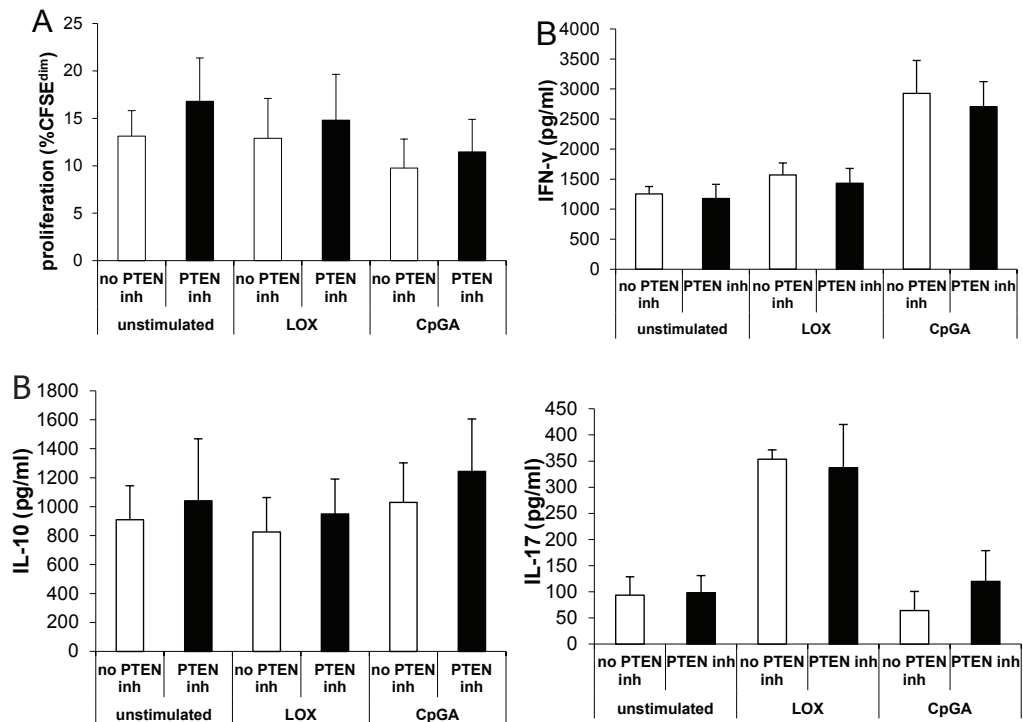 A
proliferation (%CFSEdim)
25
20
15
10
5
0
no PTEN inh
PTEN inh
no PTEN inh
PTEN inh
no PTEN inh
PTEN inh
unstimulated
LOX
CpGA
B
IFN-γ (pg/ml)
4000
3500
3000
2500
2000
1500
1000
500
0
no PTEN inh
PTEN inh
no PTEN inh
PTEN inh
no PTEN inh
PTEN inh
unstimulated
LOX
CpGA
B
IL-10 (pg/ml)
1800
1600
1400
1200
1000
800
600
400
200
0
no PTEN inh
PTEN inh
no PTEN inh
PTEN inh
no PTEN inh
PTEN inh
unstimulated
LOX
CpGA
IL-17 (pg/ml)
450
400
350
300
250
200
150
100
50
0
no PTEN inh
PTEN inh
no PTEN inh
PTEN inh
no PTEN inh
PTEN inh
unstimulated
LOX
CpGA